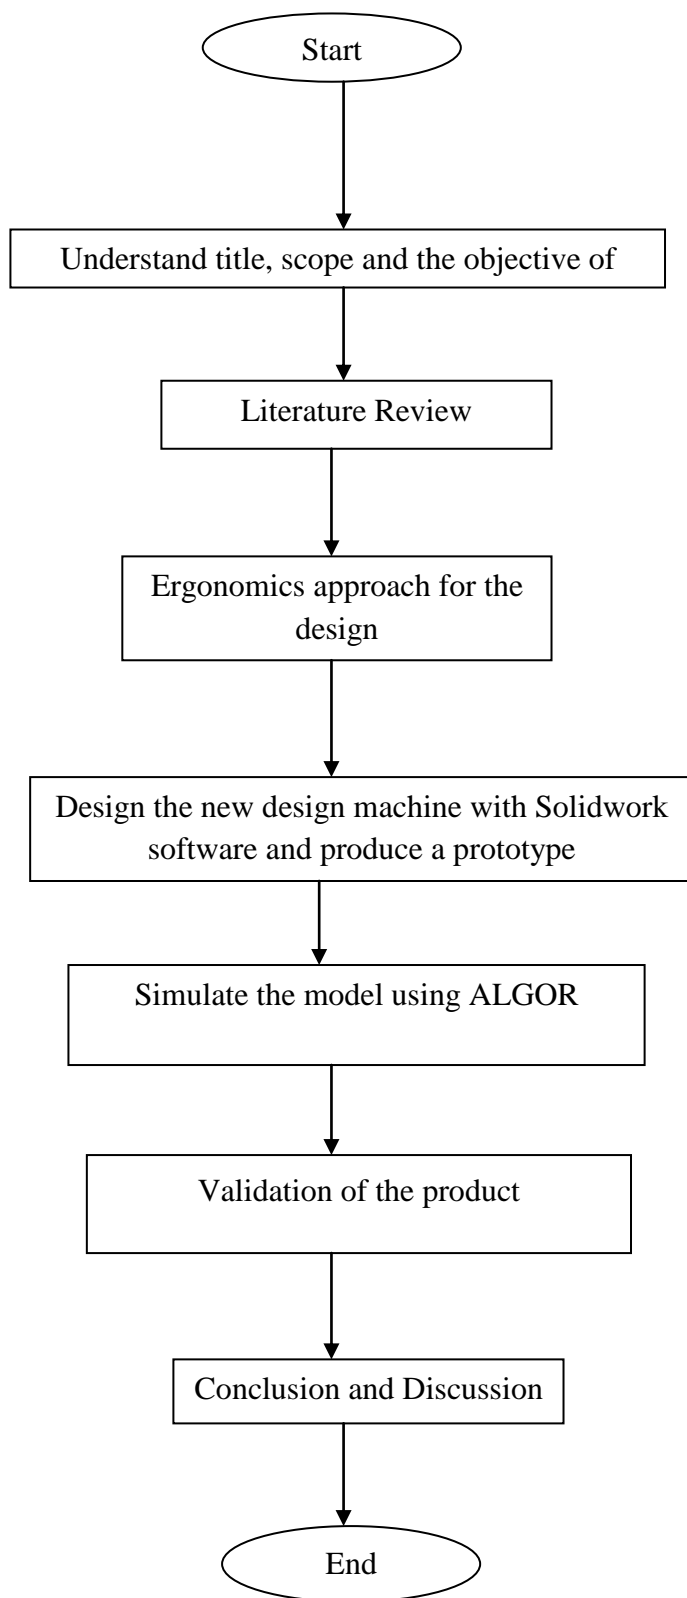 Start
Understand title, scope and the objective of
Literature Review
Ergonomics approach for the
design
Design the new design machine with Solidwork
software and produce a prototype
Simulate the model using ALGOR
Validation of the product
Conclusion and Discussion
End